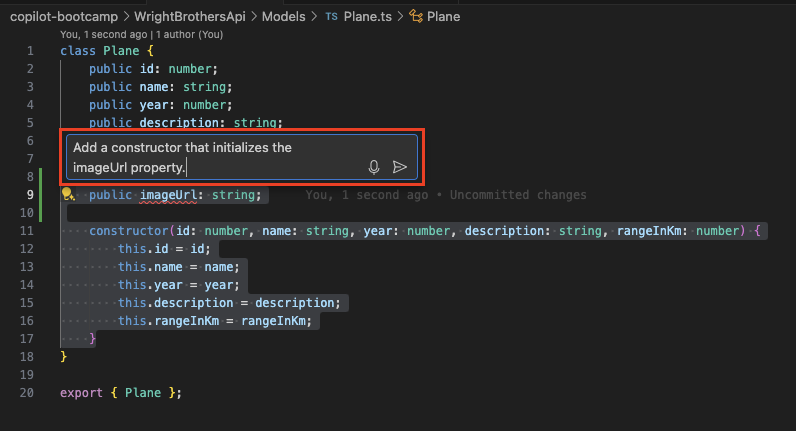 copilot-bootcamp > WrightBrothersApi > Models > TS Plane.ts > Plane
You, 1 second ago | 1 author (You)
1 class Plane {
2 public id: number;
3 public name: string;
4 public year: number;
5 public description: string;
6 Add a constructor that initializes the
7 imageUrl property.
8
9 public imageUrl: string; You, 1 second ago • Uncommitted changes
10
11 constructor(id: number, name: string, year: number, description: string, rangeInKm: number) {
12 this.id = id;
13 this.name = name;
14 this.year = year;
15 this.description = description;
16 this.rangeInKm = rangeInKm;
17 }
18 }
19
20 export { Plane };